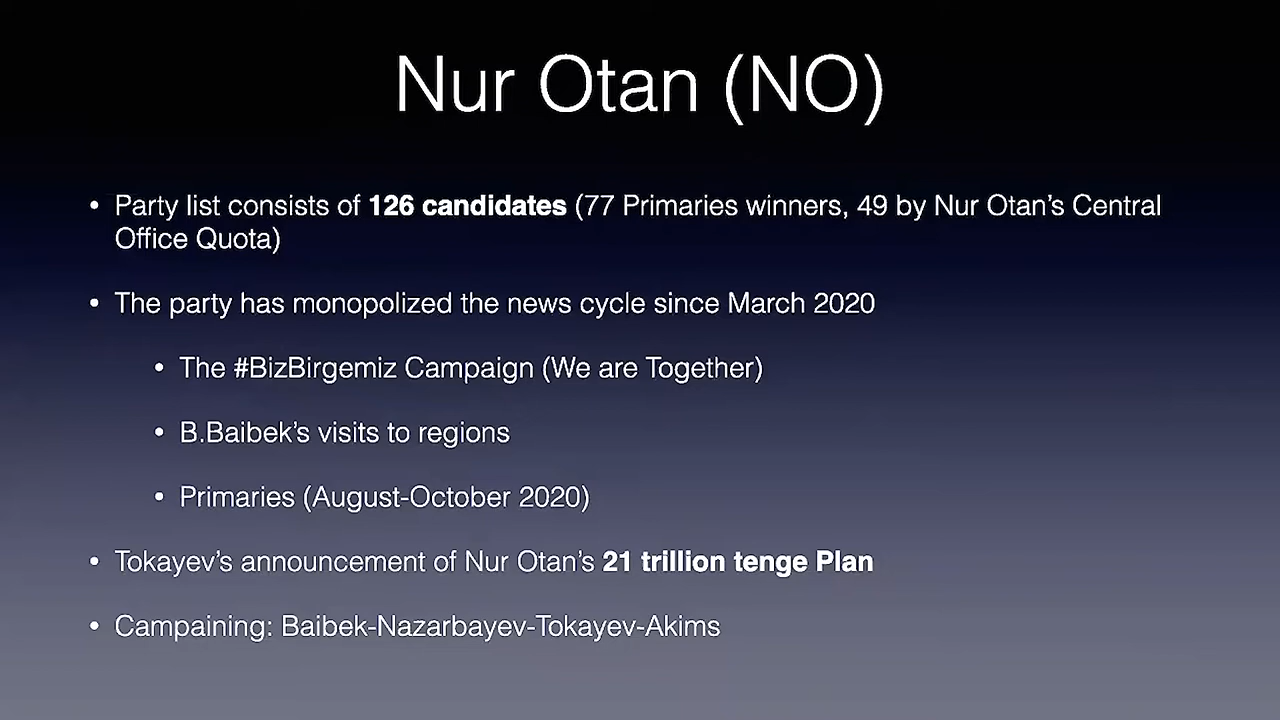 Nur Otan (NO)
• Party list consists of 126 candidates (77 Primaries winners, 49 by Nur Otan’s Central
Office Quota)
• The party has monopolized the news cycle since March 2020
• The #BizBirgemiz Campaign (We are Together)
• B.Baibek’s visits to regions
• Primaries (August-October 2020)
• Tokayev’s announcement of Nur Otan’s 21 trillion tenge Plan
• Campaining: Baibek-Nazarbayev-Tokayev-Akims